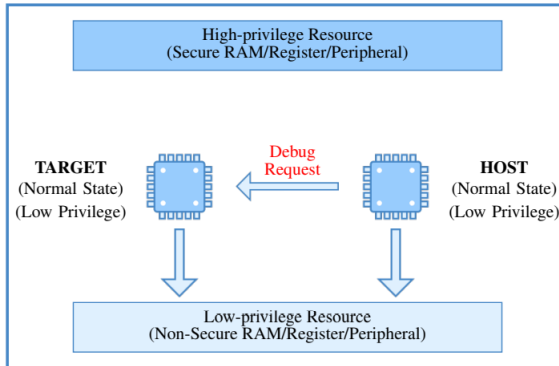 High-privilege Resource
(Secure RAM/Register/Peripheral)
TARGET
(Normal State)
(Low Privilege)
Debug
Request
HOST
(Normal State)
(Low Privilege)
Low-privilege Resource
(Non-Secure RAM/Register/Peripheral)